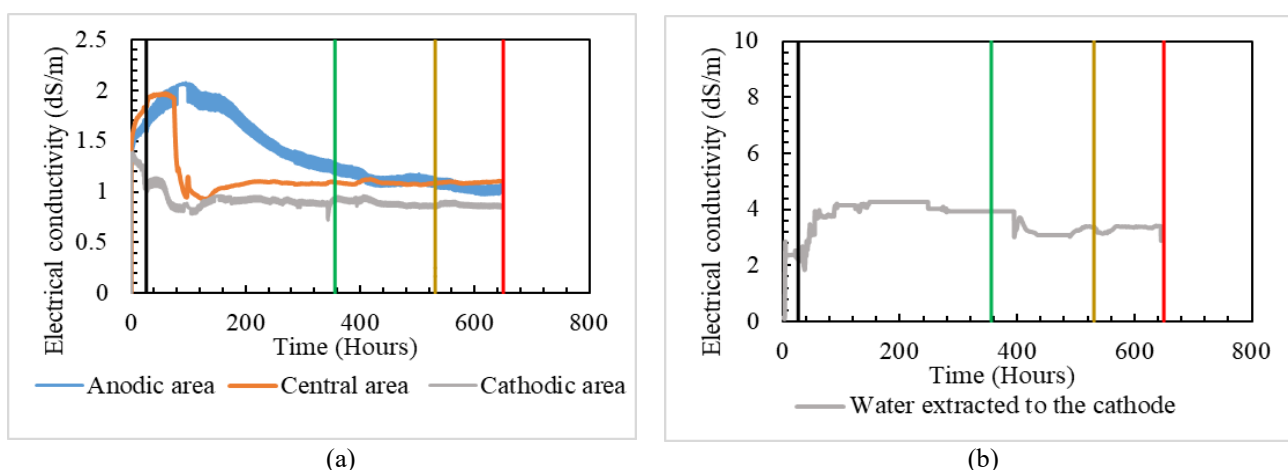 Electrical conductivity (dS/m)
2.5
2
1.5
1
0.5
0
0 200 400 600 800
Time (Hours)
Anodic area Central area Cathodic area
(a)
Electrical conductivity (dS/m)
10
8
6
4
2
0
0 200 400 600 800
Time (Hours)
Water extracted to the cathode
(b)